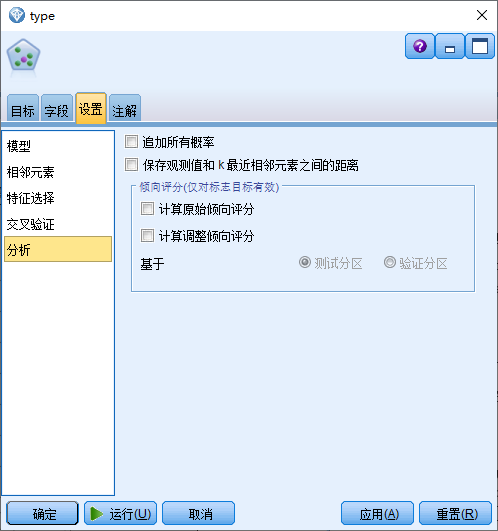 type
目标 字段 设置 注解
模型
相邻元素
特征选择
交叉验证
分析
追加所有概率
保存观测值和 k 最近相邻元素之间的距离
倾向评分(仅对标志目标有效)
计算原始倾向评分
计算调整倾向评分
基于 测试分区 验证分区
确定 运行(U) 取消 应用(A) 重置(R)